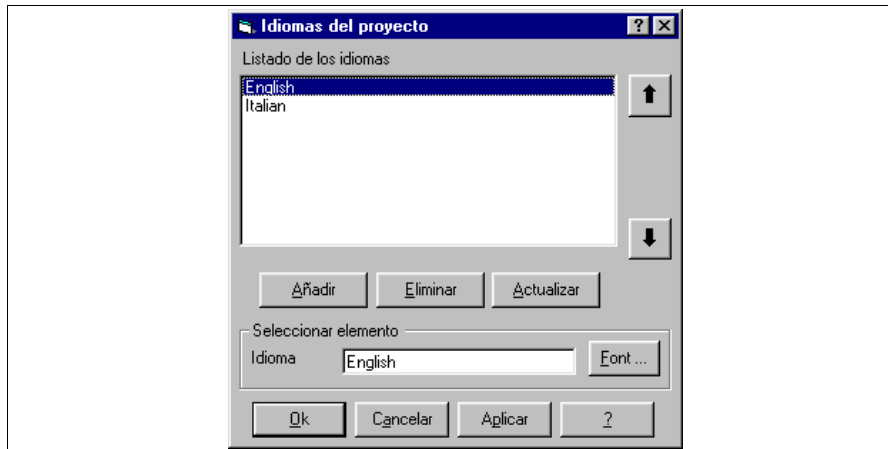 Idiomas del proyecto
Listado de los idiomas
English
Italian
Añadir Eliminar Actualizar
Seleccionar elemento
Idioma English Font ...
Ok Cancelar Aplicar ?